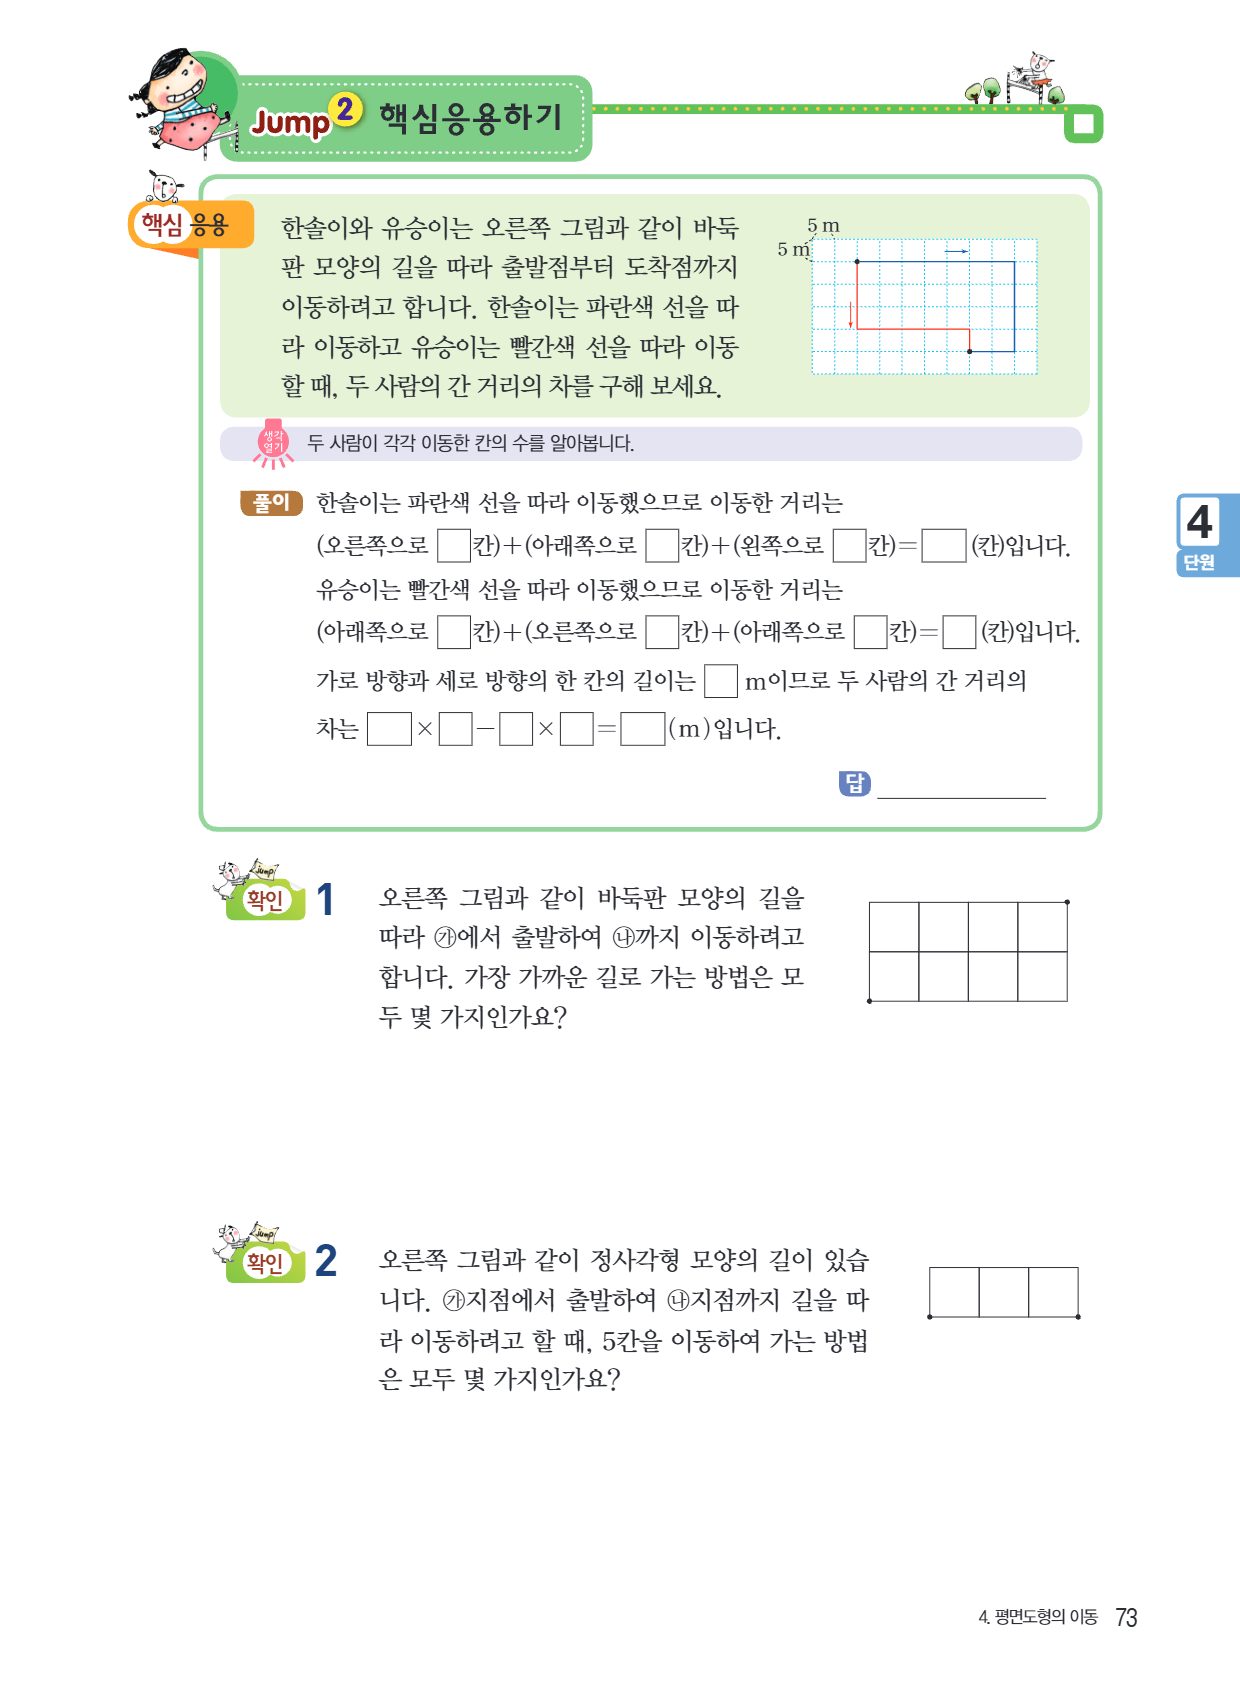 Jump 2 핵심응용하기
핵심 응용
한솔이와 유승이는 오른쪽 그림과 같이 바둑
판 모양의 길을 따라 출발점부터 도착점까지
이동하려고 합니다. 한솔이는 파란색 선을 따
라 이동하고 유승이는 빨간색 선을 따라 이동
할 때, 두 사람의 간 거리의 차를 구해 보세요.
5 m
5 m
생각
열기
두 사람이 각각 이동한 칸의 수를 알아봅니다.
풀이 한솔이는 파란색 선을 따라 이동했으므로 이동한 거리는
(오른쪽으로 □칸)+(아래쪽으로 □칸)+(왼쪽으로 □칸)=□(칸)입니다.
유승이는 빨간색 선을 따라 이동했으므로 이동한 거리는
(아래쪽으로 □칸)+(오른쪽으로 □칸)+(아래쪽으로 □칸)=□(칸)입니다.
가로 방향과 세로 방향의 한 칸의 길이는 □ m이므로 두 사람의 간 거리의
차는 □×□-□×□=□(m)입니다.
답
4
단원
Jump
확인 1
오른쪽 그림과 같이 바둑판 모양의 길을
따라 ㉮에서 출발하여 ㉯까지 이동하려고
합니다. 가장 가까운 길로 가는 방법은 모
두 몇 가지인가요?
Jump
확인 2
오른쪽 그림과 같이 정사각형 모양의 길이 있습
니다. ㉮지점에서 출발하여 ㉯지점까지 길을 따
라 이동하려고 할 때, 5칸을 이동하여 가는 방법
은 모두 몇 가지인가요?
4. 평면도형의 이동 73